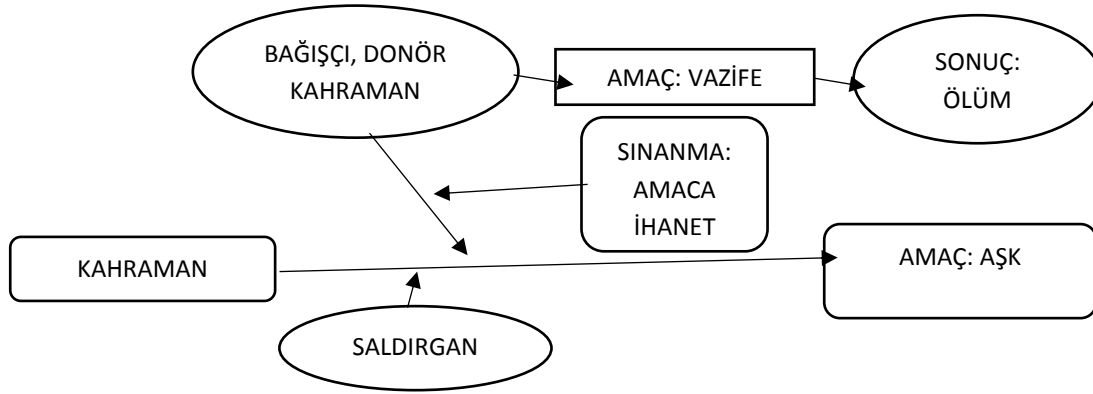 BAĞIŞÇI, DONÖR
KAHRAMAN
AMAÇ: VAZİFE
SONUÇ:
ÖLÜM
SINANMA:
AMACA
İHANET
KAHRAMAN
AMAÇ: AŞK
SALDIRGAN